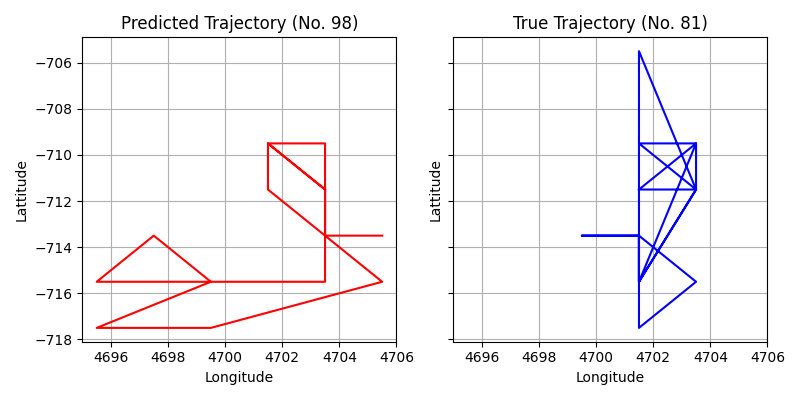 Predicted Trajectory (No. 98)
True Trajectory (No. 81)
Lattitude
−706
−708
−710
−712
−714
−716
−718
4696 4698 4700 4702 4704 4706
Longitude
Lattitude
4696 4698 4700 4702 4704 4706
Longitude